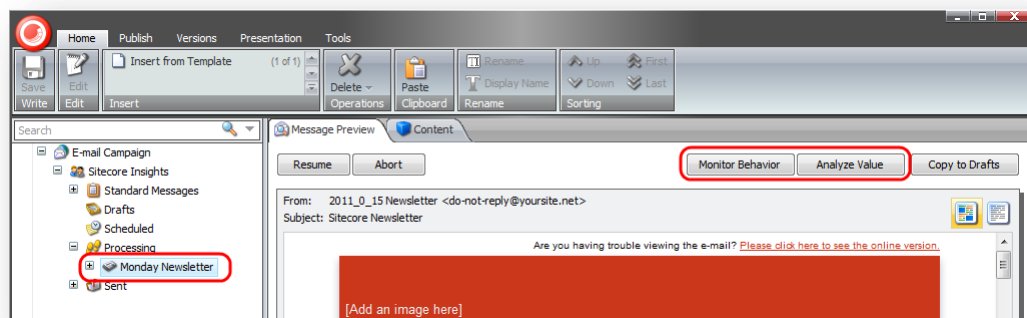 Home Publish Versions Presentation Tools
Insert from Template (1 of 1)
Rename Up First
Save Edit Delete Paste Display Name Down Last
Write Edit Insert Operations Clipboard Rename Sorting
Search
Message Preview Content
E-mail Campaign
Resume Abort Monitor Behavior Analyze Value Copy to Drafts
Sitecore Insights
Standard Messages
From: 2011_0_15 Newsletter <do-not-reply@yoursite.net>
Drafts
Subject: Sitecore Newsletter
Scheduled
Processing
Are you having trouble viewing the e-mail? Please click here to see the online version.
Monday Newsletter
Sent
[Add an image here]